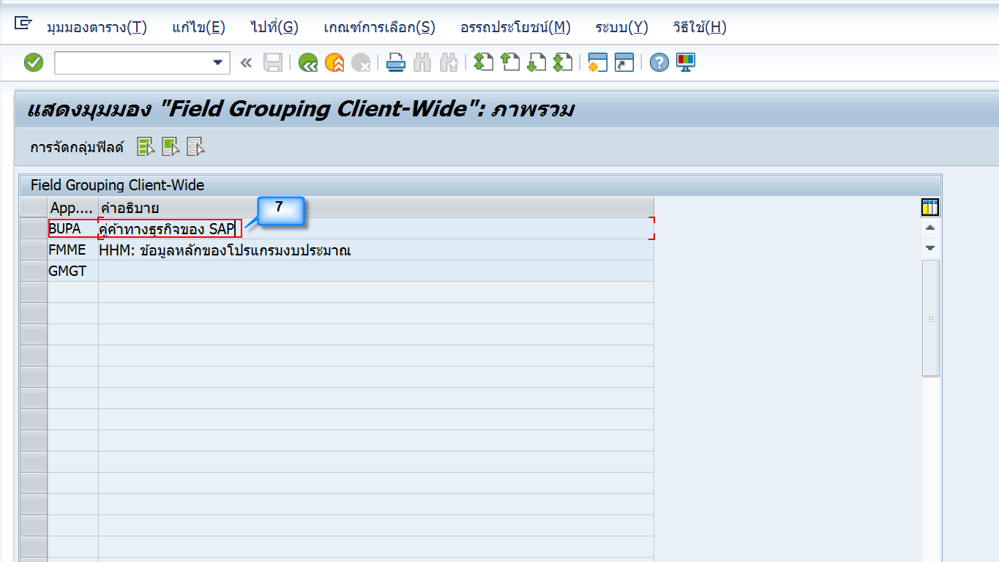 มุมมองตาราง(T) แก้ไข(E) ไปที่(G) เกณฑ์การเลือก(S) อรรถประโยชน์(M) ระบบ(Y) วิธีใช้(H)
แสดงมุมมอง "Field Grouping Client-Wide": ภาพรวม
การจัดกลุ่มฟิลด์
Field Grouping Client-Wide
App.... คำอธิบาย
7
BUPA คู่ค้าทางธุรกิจของ SAP
FMME HHM: ข้อมูลหลักของโปรแกรมงบประมาณ
GMGT